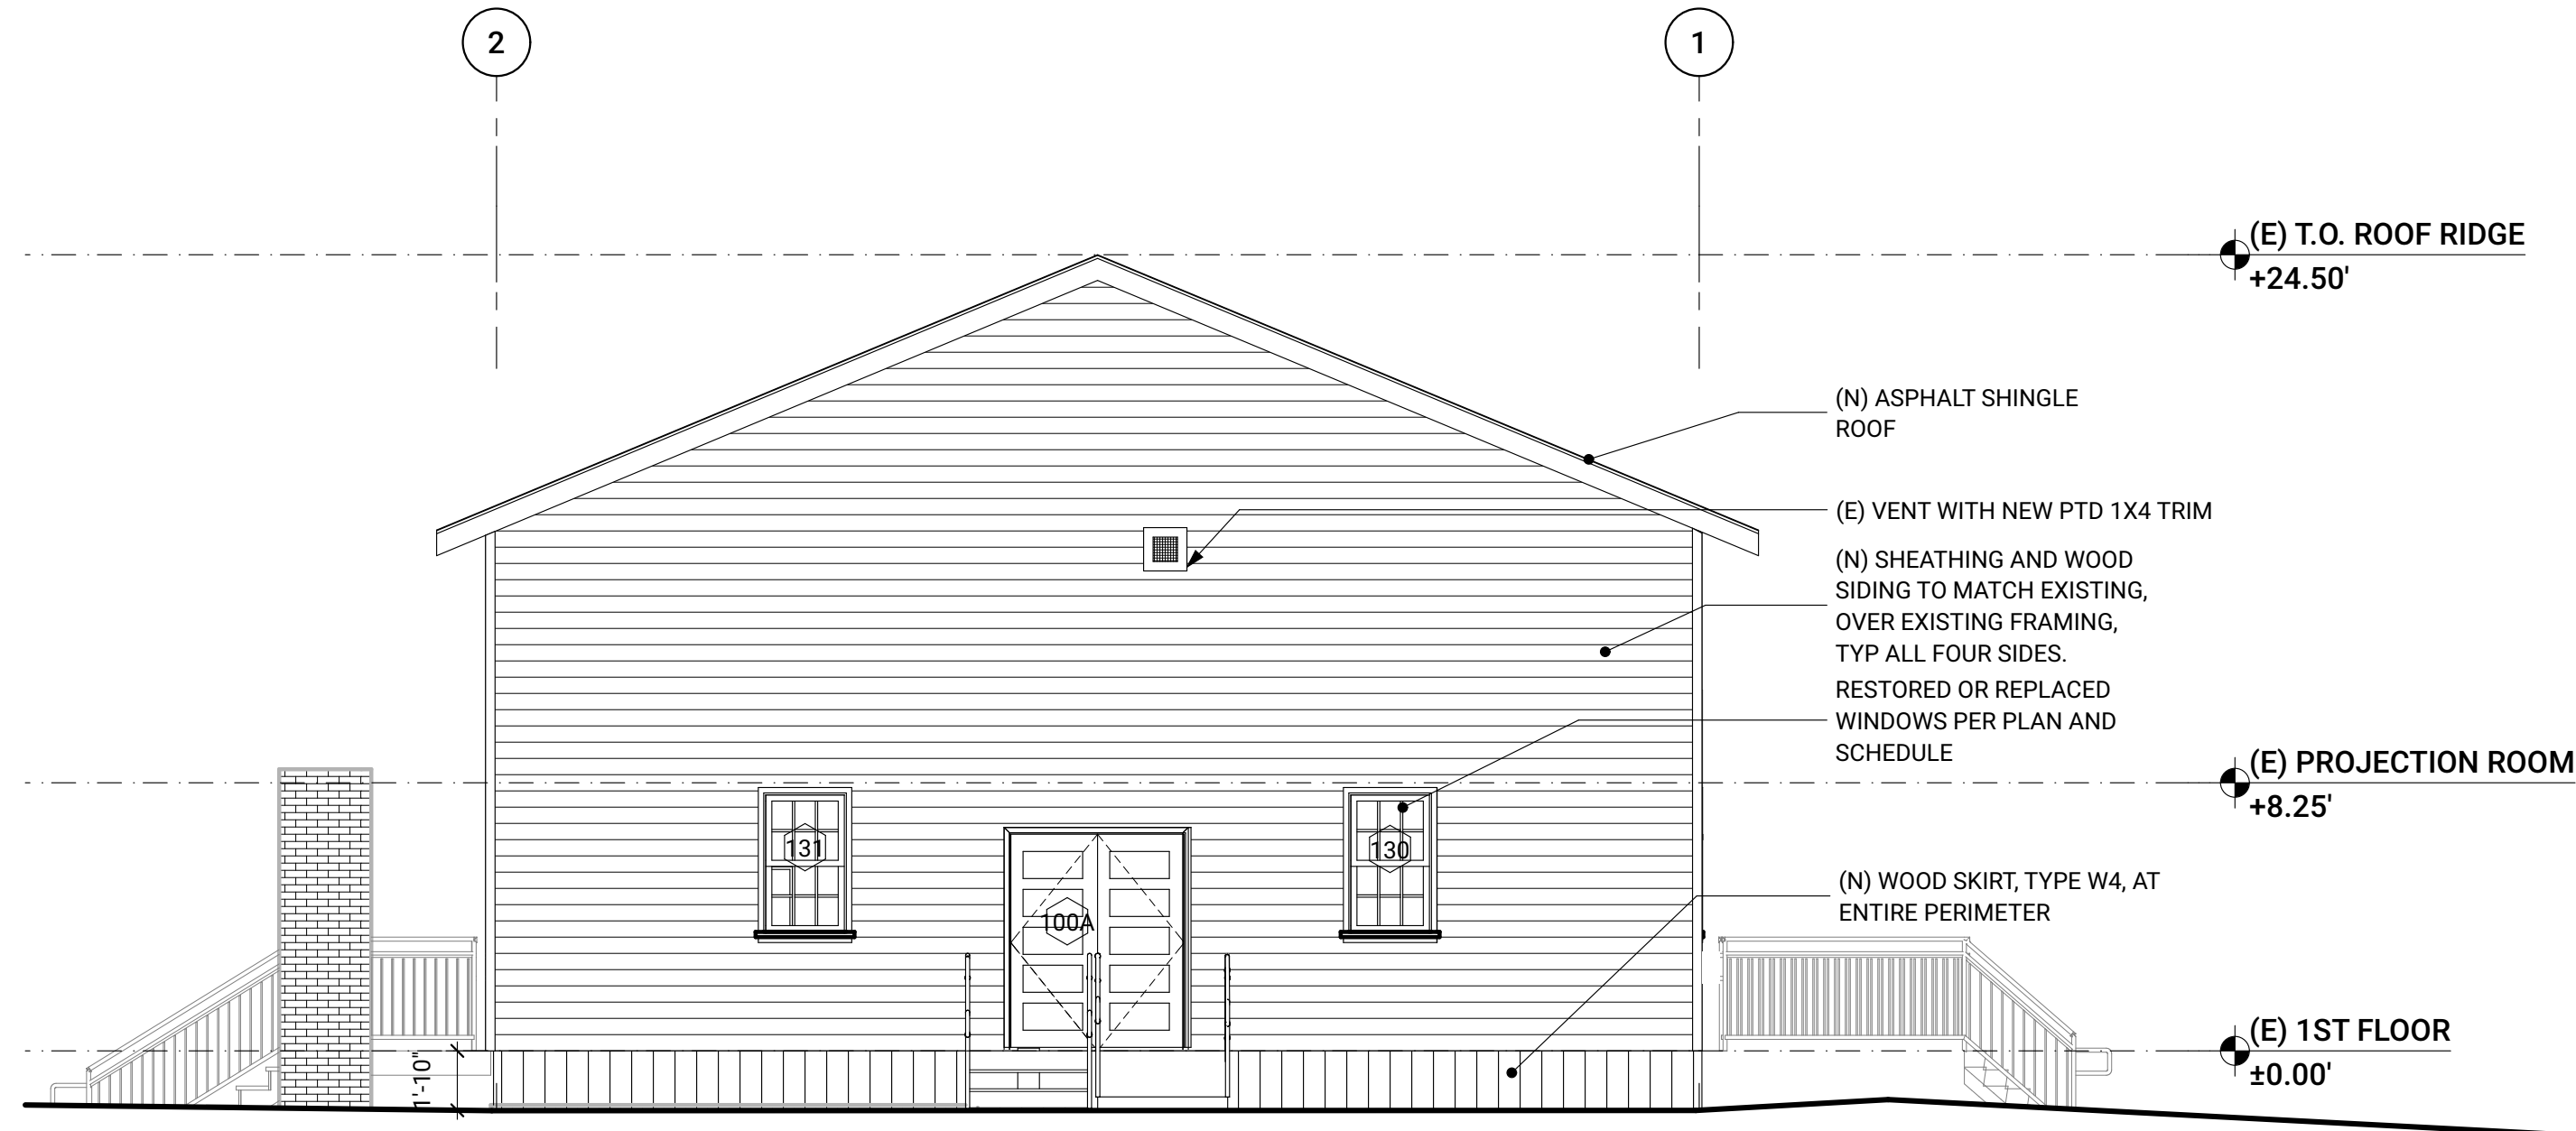 2
1
(E) T.O. ROOF RIDGE
+24.50'
(N) ASPHALT SHINGLE
ROOF
(E) VENT WITH NEW PTD 1X4 TRIM
(N) SHEATHING AND WOOD
SIDING TO MATCH EXISTING,
OVER EXISTING FRAMING,
TYP ALL FOUR SIDES.
RESTORED OR REPLACED
WINDOWS PER PLAN AND
SCHEDULE
(E) PROJECTION ROOM
+8.25'
131
130
(N) WOOD SKIRT, TYPE W4, AT
ENTIRE PERIMETER
100A
(E) 1ST FLOOR
±0.00'
1'-10"